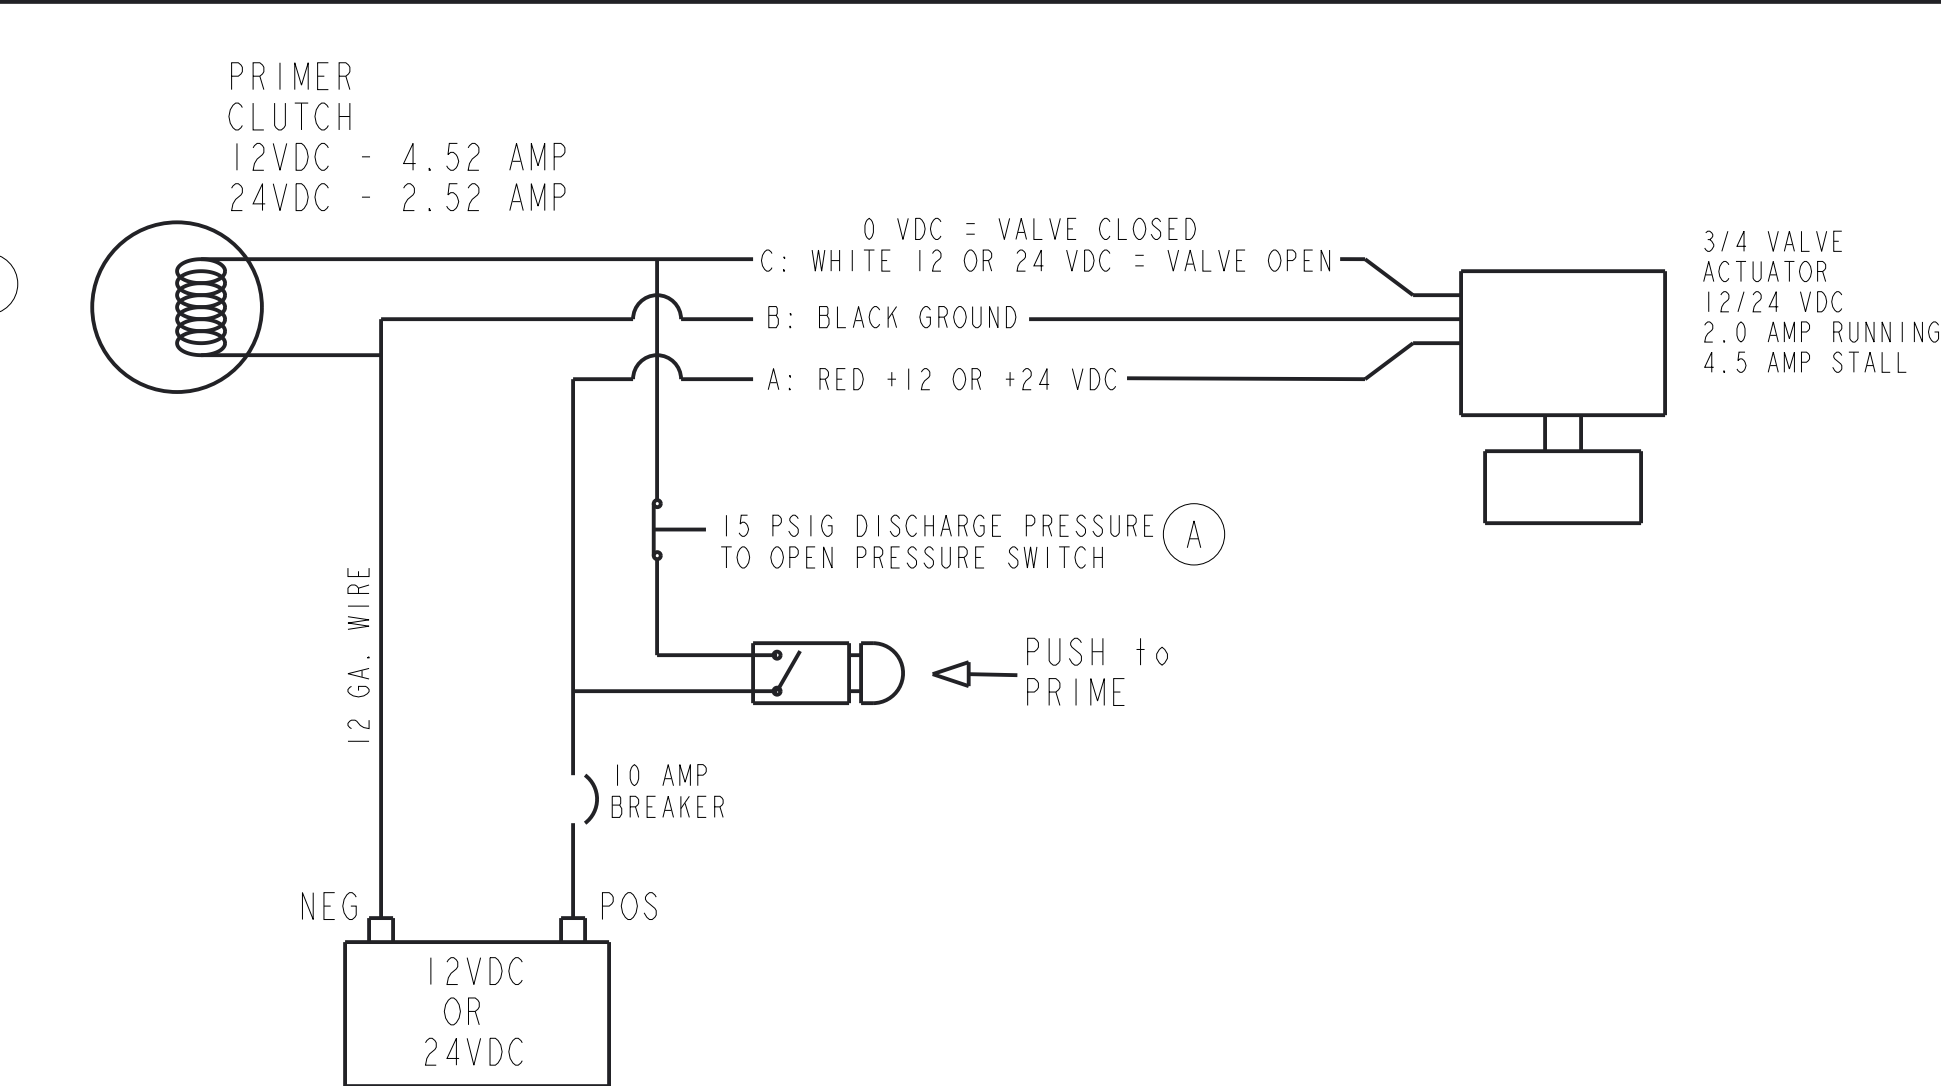 PRIMER
CLUTCH
12VDC - 4.52 AMP
24VDC - 2.52 AMP
0 VDC = VALVE CLOSED
C: WHITE 12 OR 24 VDC = VALVE OPEN
B: BLACK GROUND
A: RED +12 OR +24 VDC
3/4 VALVE
ACTUATOR
12/24 VDC
2.0 AMP RUNNING
4.5 AMP STALL
15 PSIG DISCHARGE PRESSURE
TO OPEN PRESSURE SWITCH
A
12 GA. WIRE
PUSH to
PRIME
10 AMP
BREAKER
NEG
POS
12VDC
OR
24VDC